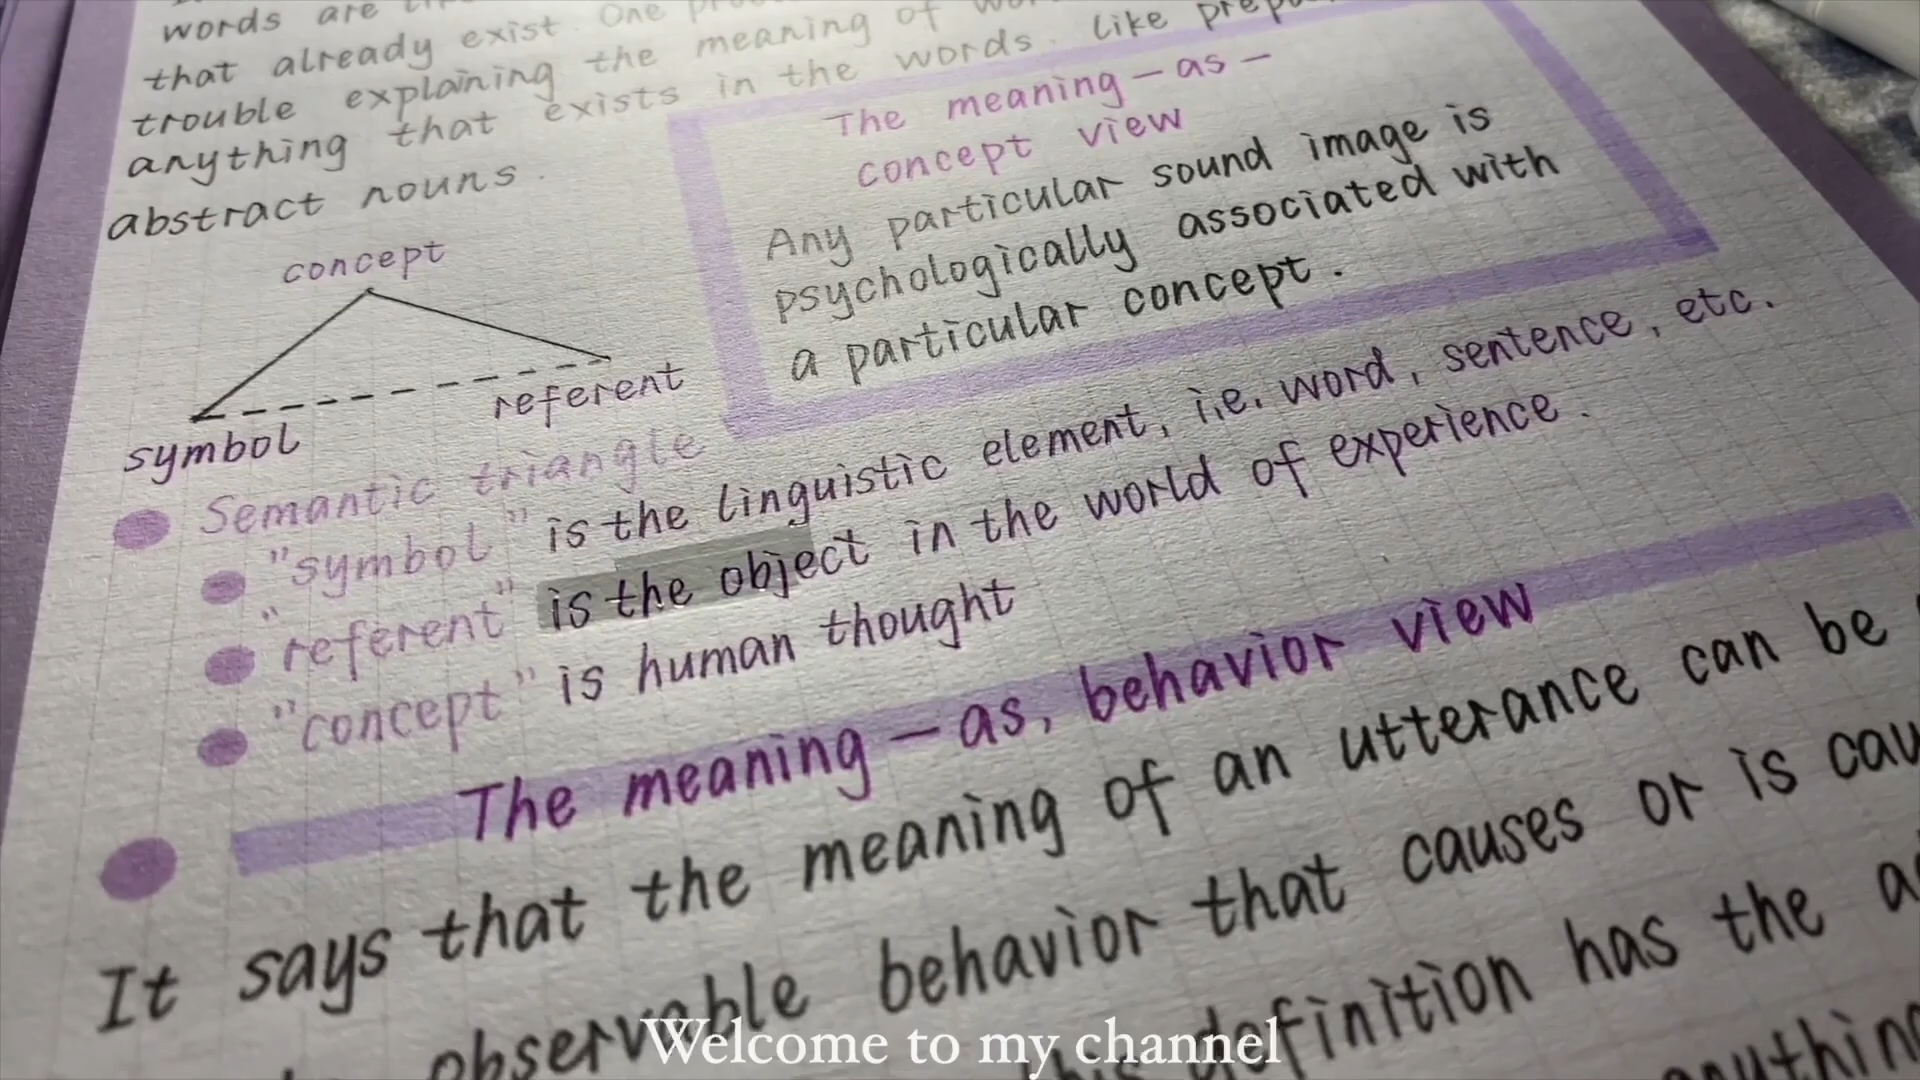 words are
that already exist. One
trouble explaining the meaning of
anything that exists in the words. Like
abstract nouns.
The meaning-as-
concept view
Any particular sound image is
psychologically associated with
a particular concept.
concept
referent
symbol
Semantic triangle
"symbol" is the linguistic element, i.e. word, sentence, etc.
"referent" is the object in the world of experience.
"concept" is human thought
The meaning-as, behavior view
It says that the meaning of an utterance can be
observable behavior that causes or is
definition has the
Welcome to my channel